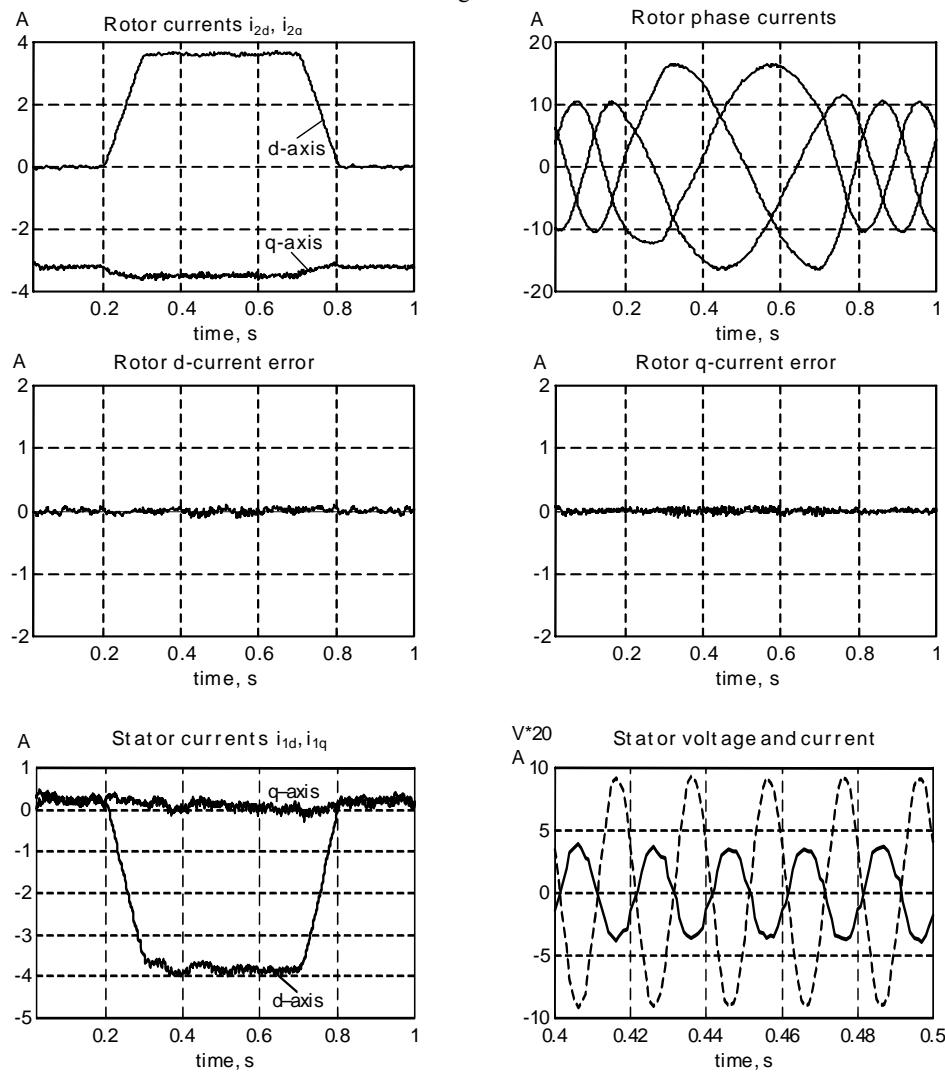 A
Rotor currents i2d, i2q
4
2
0
-2
-4
d-axis
q-axis
0.2 0.4 0.6 0.8 1
time, s
A
Rotor phase currents
20
10
0
-10
-20
0.2 0.4 0.6 0.8 1
time, s
A
Rotor d-current error
2
1
0
-1
-2
0.2 0.4 0.6 0.8 1
time, s
A
Rotor q-current error
2
1
0
-1
-2
0.2 0.4 0.6 0.8 1
time, s
A
Stator currents i1d, i1q
1
0
-1
-2
-3
-4
-5
q-axis
d-axis
0.2 0.4 0.6 0.8 1
time, s
V*20
A
Stator voltage and current
10
5
0
-5
-10
0.4 0.42 0.44 0.46 0.48 0.5
time, s